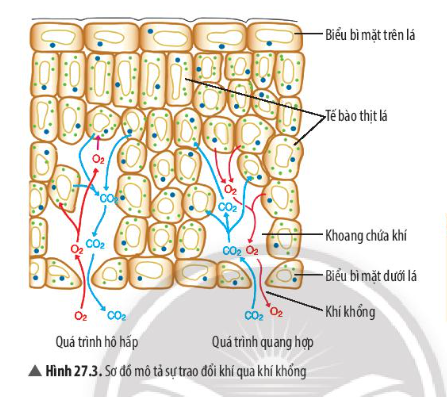 Biểu bì mặt trên lá
Tế bào thịt lá
O₂
CO₂
O₂
CO₂
O₂
CO₂
O₂
CO₂
CO₂
O₂
CO₂
O₂
Khoang chứa khí
Biểu bì mặt dưới lá
Khí khổng
Quá trình hô hấp
Quá trình quang hợp
▲ Hình 27.3. Sơ đồ mô tả sự trao đổi khí qua khí khổng